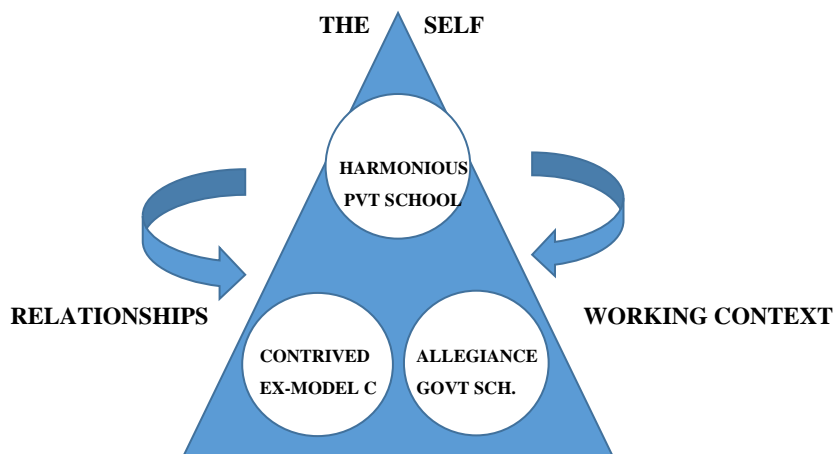 THE SELF
HARMONIOUS
PVT SCHOOL
RELATIONSHIPS
WORKING CONTEXT
CONTRIVED
EX-MODEL C
ALLEGIANCE
GOVT SCH.